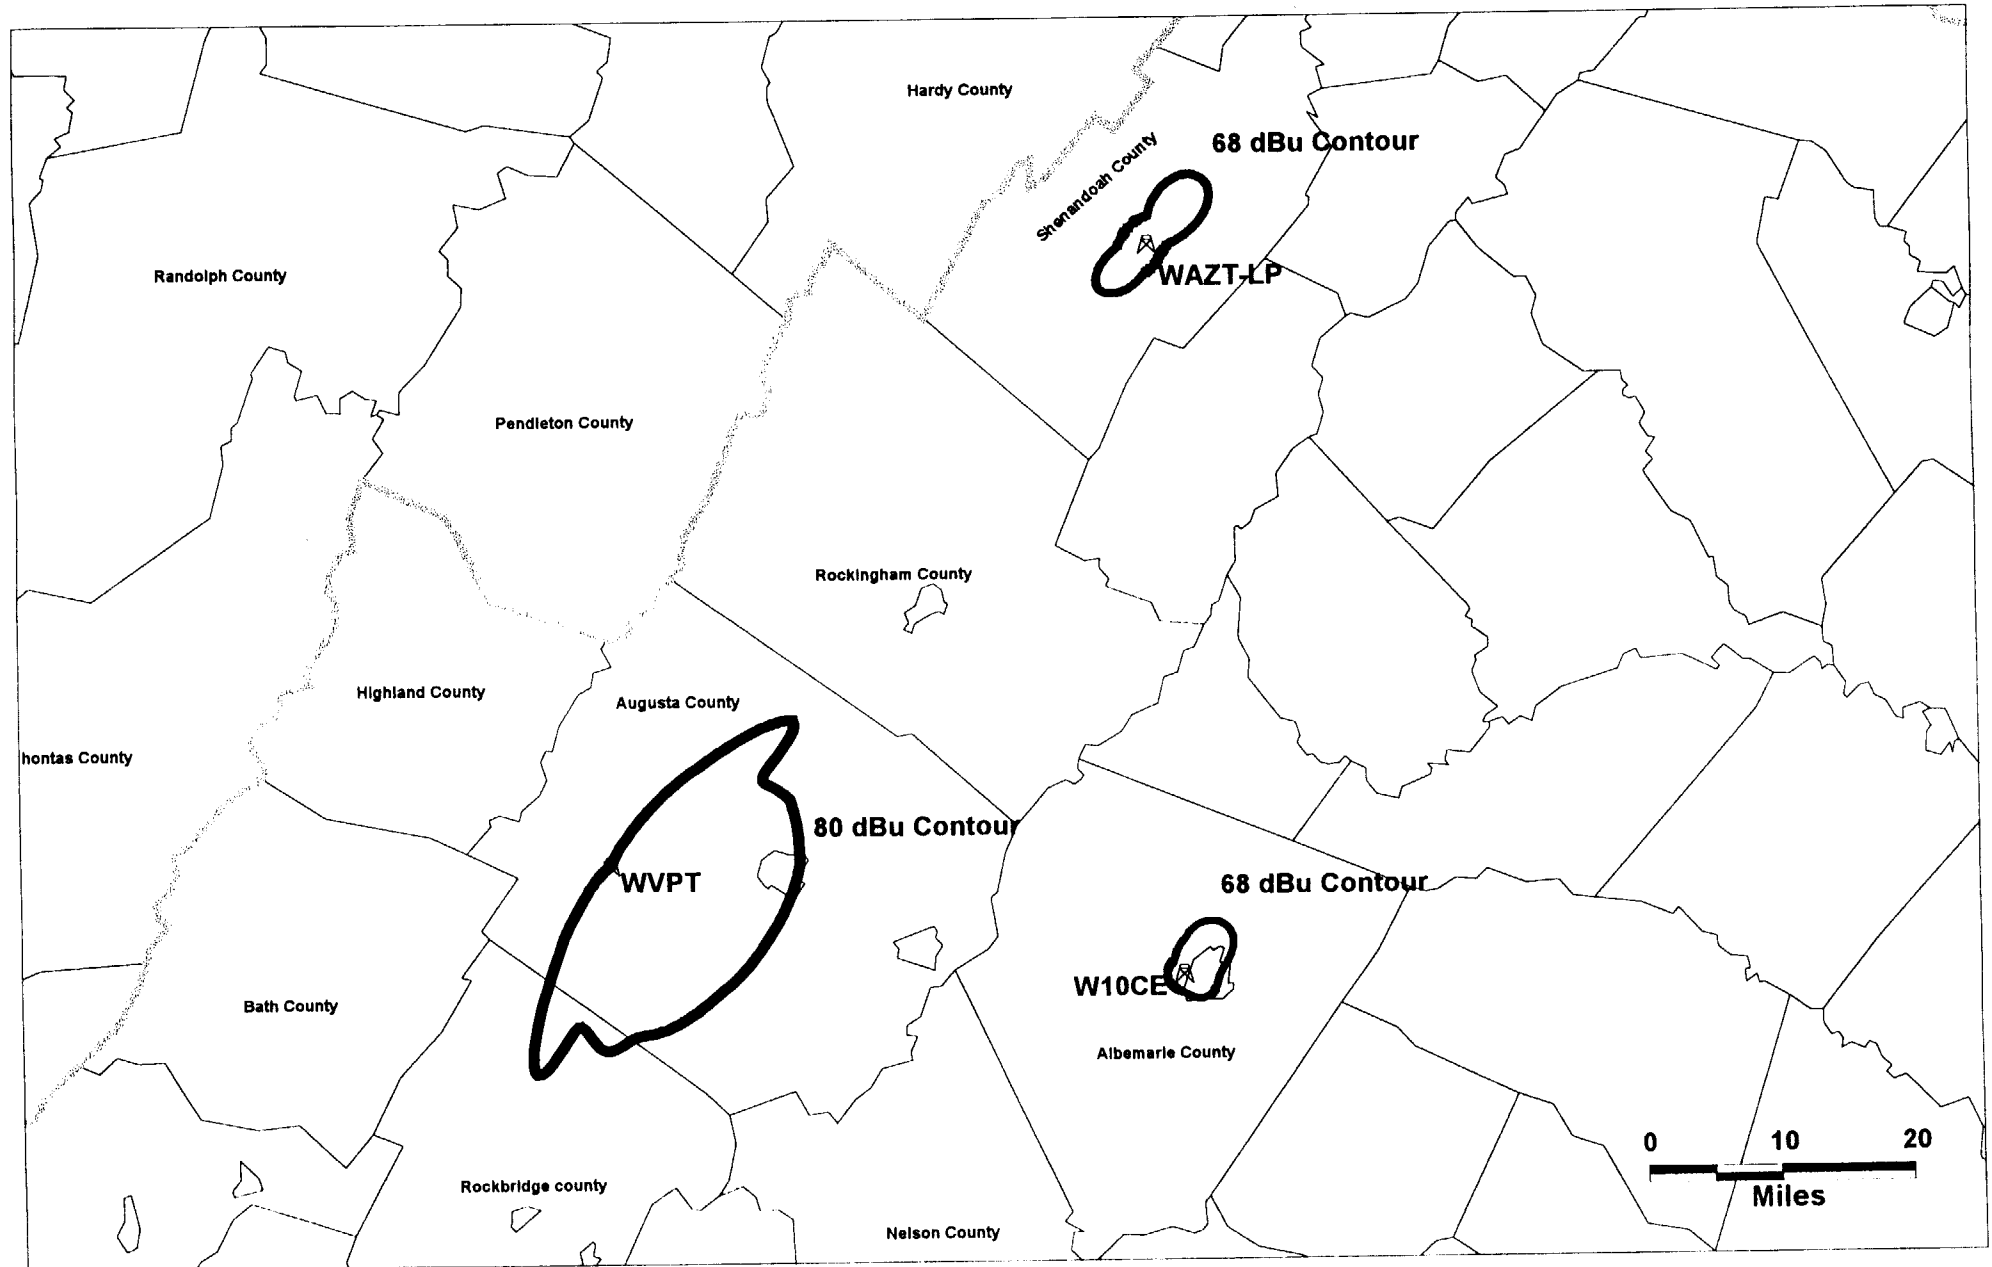 Hardy County
68 dBu Contour
Shenandoah County
WAZT-LP
Randolph County
Pendleton County
Rockingham County
Highland County
Augusta County
hontas County
80 dBu Contour
WVPT
68 dBu Contour
W10CE
Bath County
Albemarle County
0 10 20
Miles
Rockbridge county
Nelson County